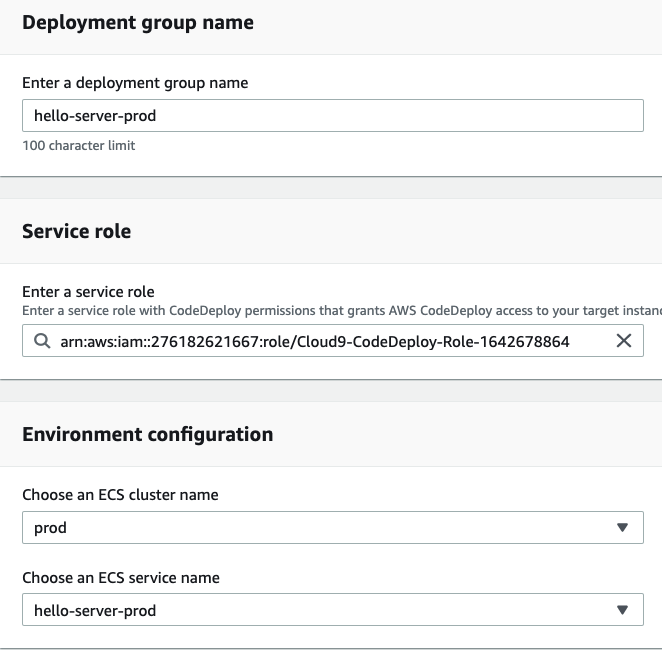 Deployment group name
Enter a deployment group name
hello-server-prod
100 character limit
Service role
Enter a service role
Enter a service role with CodeDeploy permissions that grants AWS CodeDeploy access to your target instanc
arn:aws:iam::276182621667:role/Cloud9-CodeDeploy-Role-1642678864
Environment configuration
Choose an ECS cluster name
prod
Choose an ECS service name
hello-server-prod